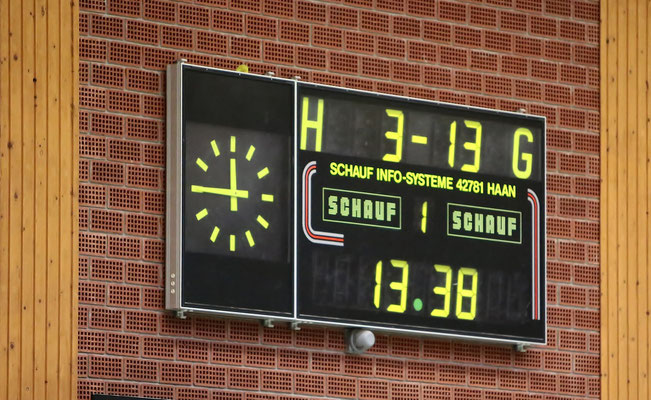 H 3-13 G
SCHAUF INFO-SYSTEME 42781 HAAN
SCHAUF 1 SCHAUF
13.38